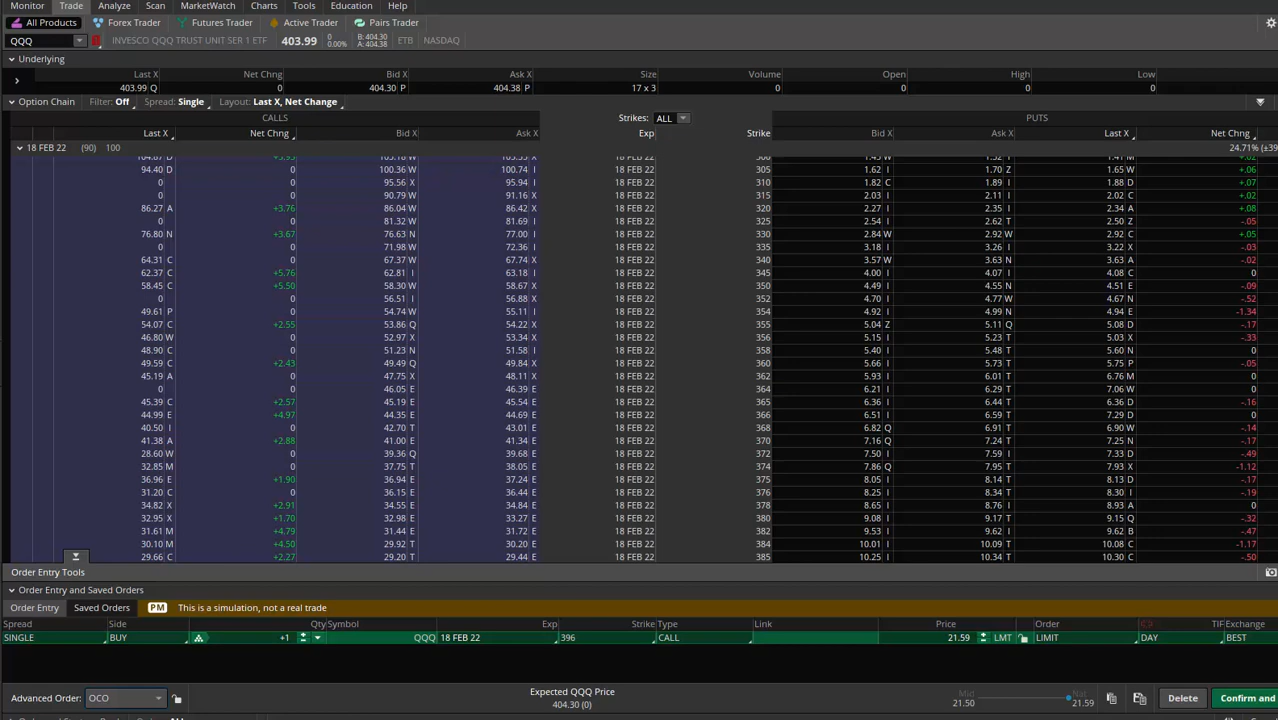 Monitor Trade Analyze Scan MarketWatch Charts Tools Education Help
All Products Forex Trader Futures Trader Active Trader Pairs Trader
QQQ INVESCO QQQ TRUST UNIT SER 1 ETF 403.99 0 0.00% B: 404.30 A: 404.38 ETB NASDAQ
Underlying
Last X Net Chng Bid X Ask X Size Volume Open High Low
403.99 Q 0 404.30 P 404.38 P 17 x 3 0 0 0 0
Option Chain Filter: Off Spread: Single Layout: Last X, Net Change
CALLS Strikes: ALL PUTS
Last X Net Chng Bid X Ask X Exp Strike Bid X Ask X Last X Net Chng
18 FEB 22 (90) 100 24.71% (±39
94.40 D 0 100.36 W 100.74 I 18 FEB 22 305 1.62 I 1.70 Z 1.65 W +.06
0 0 95.56 X 95.94 I 18 FEB 22 310 1.82 C 1.89 I 1.88 D +.07
0 0 90.79 W 91.16 X 18 FEB 22 315 2.03 I 2.11 I 2.02 C +.02
86.27 A +3.76 86.04 W 86.42 X 18 FEB 22 320 2.27 I 2.35 I 2.34 A +.08
0 0 81.32 W 81.69 I 18 FEB 22 325 2.54 I 2.62 T 2.50 Z -.05
76.80 N +3.67 76.63 N 77.00 I 18 FEB 22 330 2.84 W 2.92 W 2.92 C +.05
0 0 71.98 W 72.36 X 18 FEB 22 335 3.18 I 3.26 I 3.22 X -.03
64.31 C 0 67.37 W 67.74 X 18 FEB 22 340 3.57 W 3.63 N 3.63 A -.02
62.37 C +5.76 62.81 I 63.18 I 18 FEB 22 345 4.00 I 4.07 I 4.08 C 0
58.45 C +5.50 58.30 W 58.67 X 18 FEB 22 350 4.49 I 4.55 N 4.51 E -.09
0 0 56.51 I 56.88 X 18 FEB 22 352 4.70 I 4.77 W 4.67 N -.52
49.61 P 0 54.74 W 55.11 X 18 FEB 22 354 4.92 I 4.99 N 4.94 E -1.34
54.07 C +2.55 53.86 Q 54.22 X 18 FEB 22 355 5.04 Z 5.11 Q 5.08 D -.17
46.80 W 0 52.97 X 53.34 X 18 FEB 22 356 5.15 I 5.23 T 5.03 X -.33
48.90 C 0 51.23 N 51.58 I 18 FEB 22 358 5.40 I 5.48 T 5.60 N 0
49.59 C +2.43 49.49 Q 49.84 X 18 FEB 22 360 5.66 I 5.73 T 5.75 P -.05
45.19 A 0 47.75 X 48.11 X 18 FEB 22 362 5.93 I 6.01 T 6.76 M 0
0 0 46.05 E 46.39 E 18 FEB 22 364 6.21 I 6.29 T 7.06 W 0
45.39 C +2.57 45.19 E 45.54 E 18 FEB 22 365 6.36 I 6.44 T 6.36 D -.16
44.99 E +4.97 44.35 E 44.69 E 18 FEB 22 366 6.51 I 6.59 T 7.29 D 0
40.50 I 0 42.70 T 43.01 E 18 FEB 22 368 6.82 Q 6.91 T 6.90 W -.14
41.38 A +2.88 41.00 E 41.34 E 18 FEB 22 370 7.16 Q 7.24 T 7.25 N -.17
28.60 W 0 39.36 Q 39.68 E 18 FEB 22 372 7.50 I 7.59 T 7.33 D -.49
32.85 M 0 37.75 T 38.05 E 18 FEB 22 374 7.86 Q 7.95 T 7.93 X -1.12
36.96 E +1.90 36.94 E 37.24 E 18 FEB 22 375 8.05 I 8.14 T 8.13 D -.17
31.20 C 0 36.15 E 36.44 E 18 FEB 22 376 8.25 I 8.34 T 8.30 I -.19
34.82 X +2.91 34.55 E 34.84 E 18 FEB 22 378 8.65 I 8.76 I 8.93 A 0
32.95 X +1.70 32.98 E 33.27 E 18 FEB 22 380 9.08 I 9.17 T 9.15 Q -.32
31.61 M +4.79 31.44 E 31.72 E 18 FEB 22 382 9.53 I 9.62 I 9.62 B -.47
30.10 M +4.50 29.92 T 30.20 E 18 FEB 22 384 10.01 I 10.09 T 10.08 C -1.17
29.66 C +2.27 29.20 T 29.44 E 18 FEB 22 385 10.25 I 10.34 T 10.30 C -.50
Order Entry Tools
Order Entry and Saved Orders
Order Entry Saved Orders PM This is a simulation, not a real trade
Spread Side Qty Symbol Exp Strike Type Link Price Order TIF Exchange
SINGLE BUY +1 QQQ 18 FEB 22 396 CALL 21.59 LMT LIMIT DAY BEST
Advanced Order: OCO Expected QQQ Price 404.30 (0) Mid 21.50 Nat 21.59 Delete Confirm and